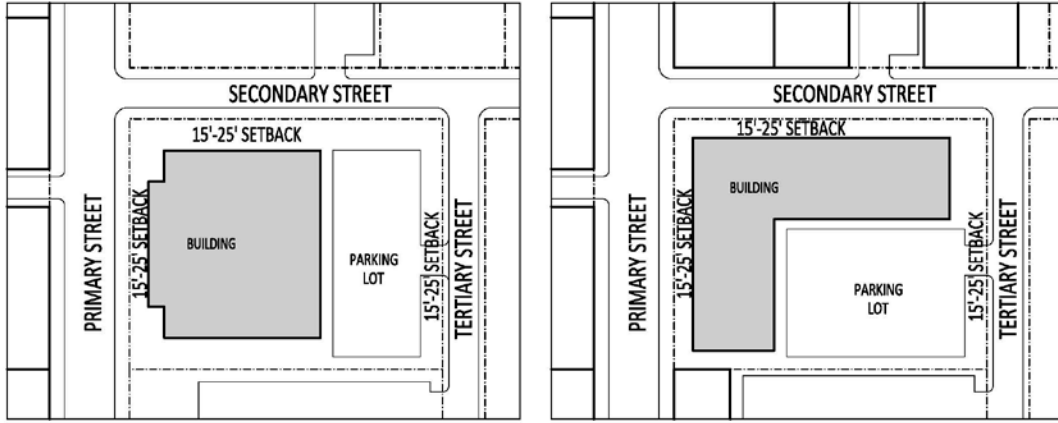 SECONDARY STREET
15'-25' SETBACK
PRIMARY STREET
15'-25' SETBACK
BUILDING
PARKING
LOT
15'-25' SETBACK
TERTIARY STREET
SECONDARY STREET
15'-25' SETBACK
PRIMARY STREET
15'-25' SETBACK
BUILDING
PARKING
LOT
15'-25' SETBACK
TERTIARY STREET